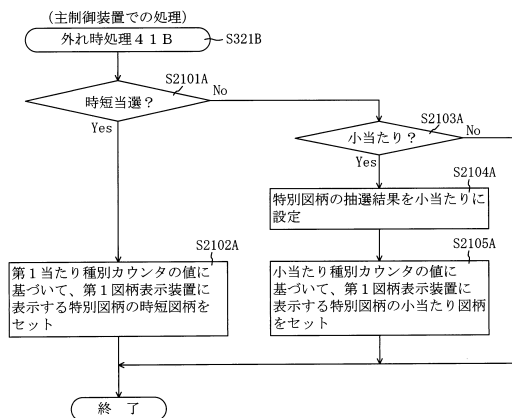 (主制御装置での処理)
外れ時処理41B
S321B
S2101A
時短当選?
No
Yes
S2103A
小当たり?
No
Yes
S2104A
特別図柄の抽選結果を小当たりに
設定
S2102A
第1当たり種別カウンタの値に
基づいて、第1図柄表示装置に
表示する特別図柄の時短図柄を
セット
S2105A
小当たり種別カウンタの値に
基づいて、第1図柄表示装置に
表示する特別図柄の小当たり図柄
をセット
終 了